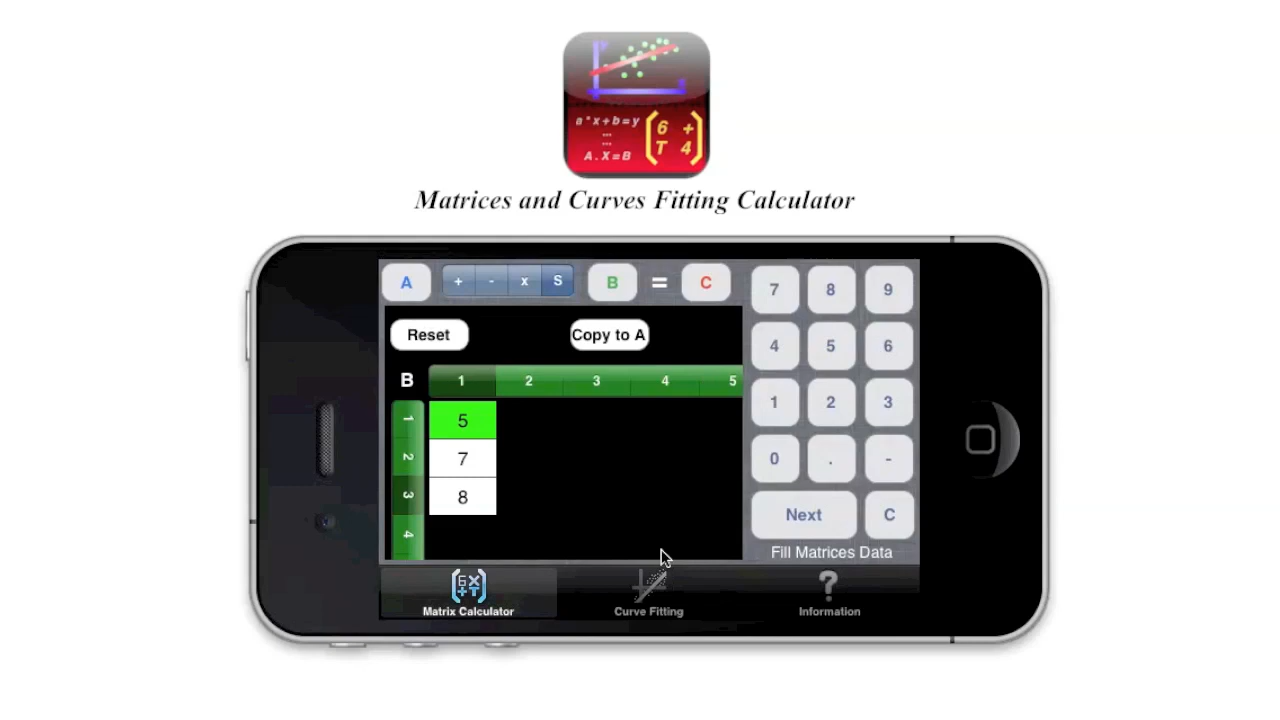 a*x+b=y
...
...
A.X=B
6 +
T 4
Matrices and Curves Fitting Calculator
A + - x S B = C
Reset Copy to A
B 1 2 3 4 5
1 5
2 7
3 8
4
7 8 9
4 5 6
1 2 3
0 . -
Next C
Fill Matrices Data
6 X
+ T
Matrix Calculator Curve Fitting ? Information